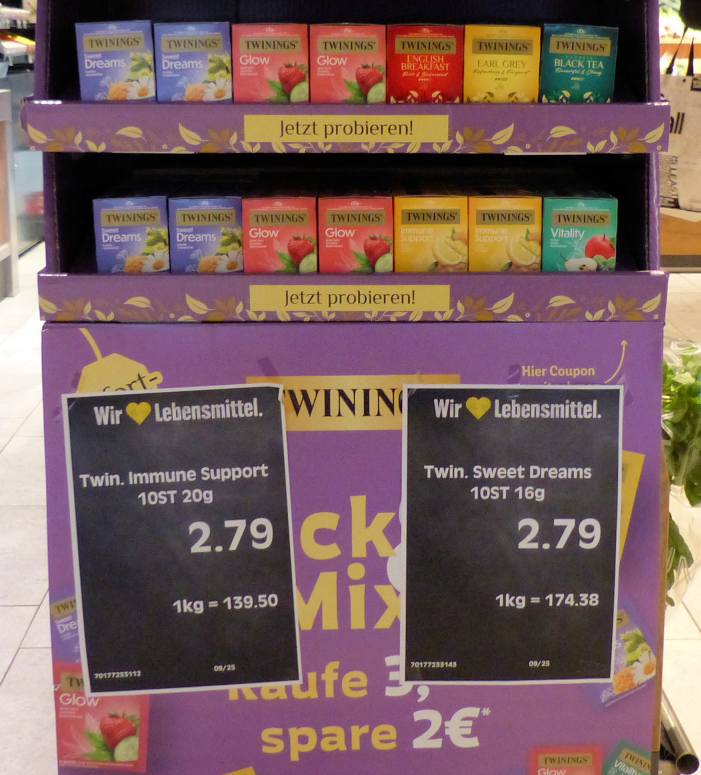 TWININGS
Sweet
Dreams
TWININGS
Sweet
Dreams
TWININGS
Glow
TWININGS
Glow
TWININGS
ENGLISH
BREAKFAST
TWININGS
EARL GREY
TWININGS
BLACK TEA
Jetzt probieren!
TWININGS
Sweet
Dreams
TWININGS
Sweet
Dreams
TWININGS
Glow
TWININGS
Glow
TWININGS
Immune
Support
TWININGS
Immune
Support
TWININGS
Vitality
Jetzt probieren!
Hier Coupon
Wir Lebensmittel.
Twin. Immune Support
10ST 20g
2.79
1kg = 139.50
70177253112
09/25
Wir Lebensmittel.
Twin. Sweet Dreams
10ST 16g
2.79
1kg = 174.38
70177253143
09/25
WINING
ck
Mix
Kaufe 3,
spare 2€*
Glow
TWININGS
Glow